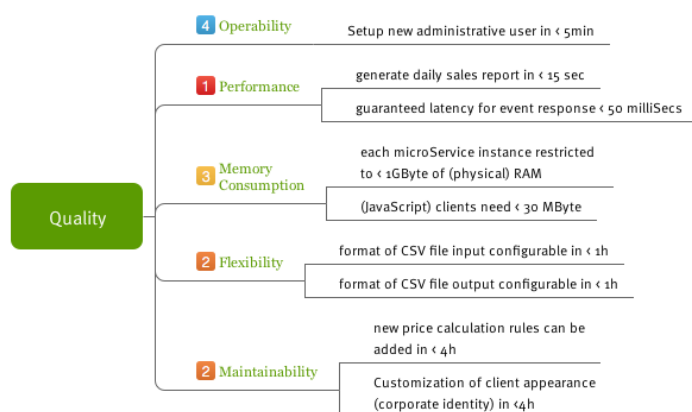 Quality
4 Operability
Setup new administrative user in < 5min
1 Performance
generate daily sales report in < 15 sec
guaranteed latency for event response < 50 milliSecs
3 Memory
Consumption
each microService instance restricted
to < 1GByte of (physical) RAM
(JavaScript) clients need < 30 MByte
2 Flexibility
format of CSV file input configurable in < 1h
format of CSV file output configurable in < 1h
2 Maintainability
new price calculation rules can be
added in < 4h
Customization of client appearance
(corporate identity) in <4h